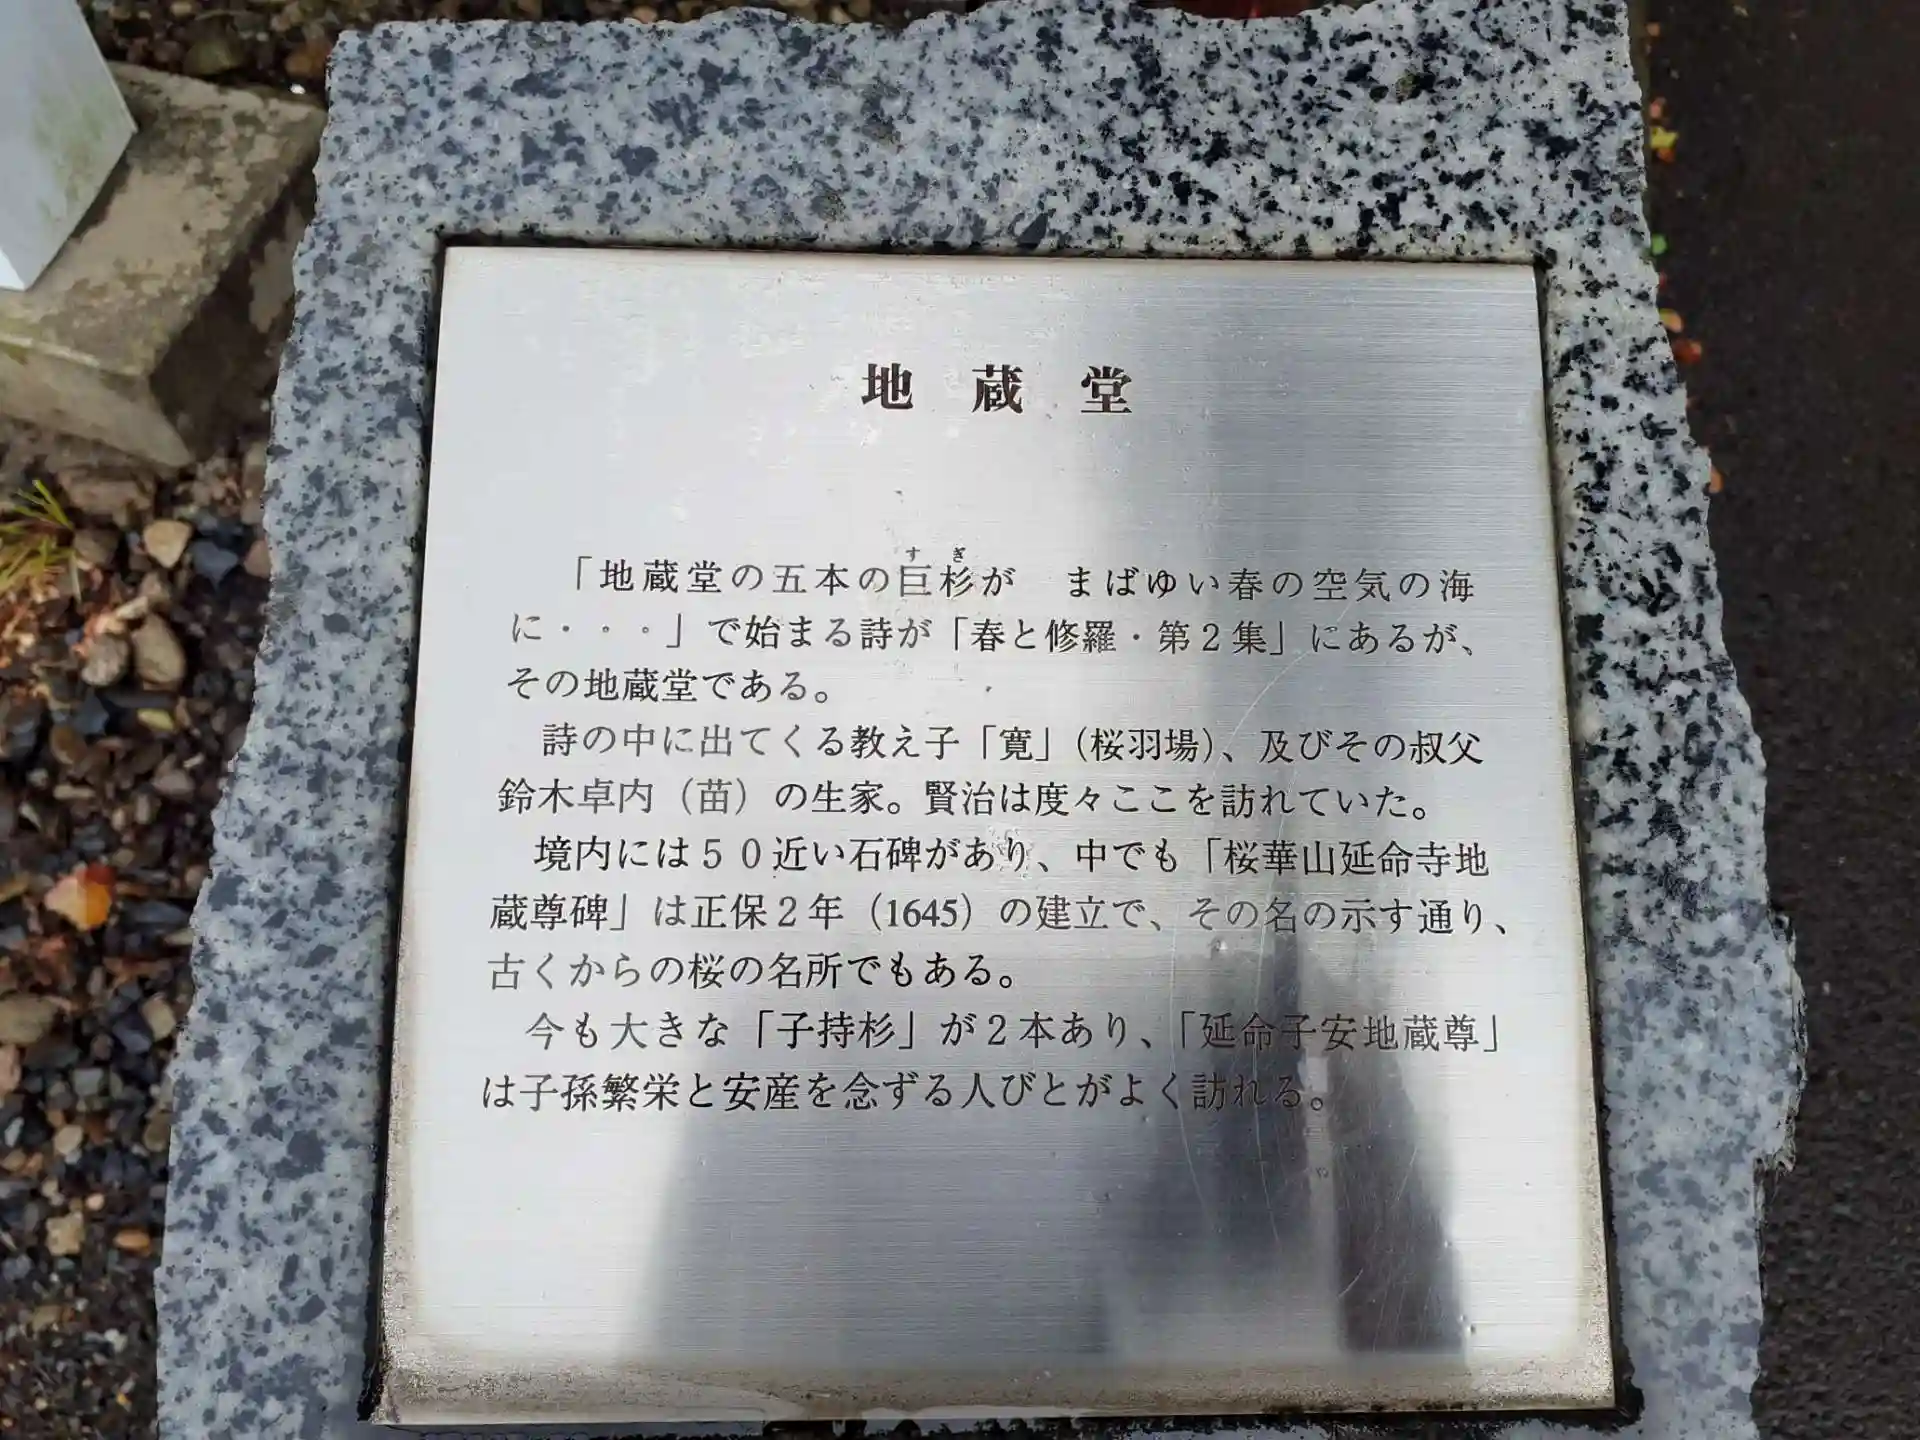 地蔵堂
すぎ
「地蔵堂の五本の巨杉が　まばゆい春の空気の海
に・・・」で始まる詩が「春と修羅・第２集」にあるが、
その地蔵堂である。
詩の中に出てくる教え子「寛」（桜羽場）、及びその叔父
鈴木卓内（苗）の生家。賢治は度々ここを訪れていた。
境内には５０近い石碑があり、中でも「桜華山延命寺地
蔵尊碑」は正保２年（1645）の建立で、その名の示す通り、
古くからの桜の名所でもある。
今も大きな「子持杉」が２本あり、「延命子安地蔵尊」
は子孫繁栄と安産を念ずる人びとがよく訪れる。